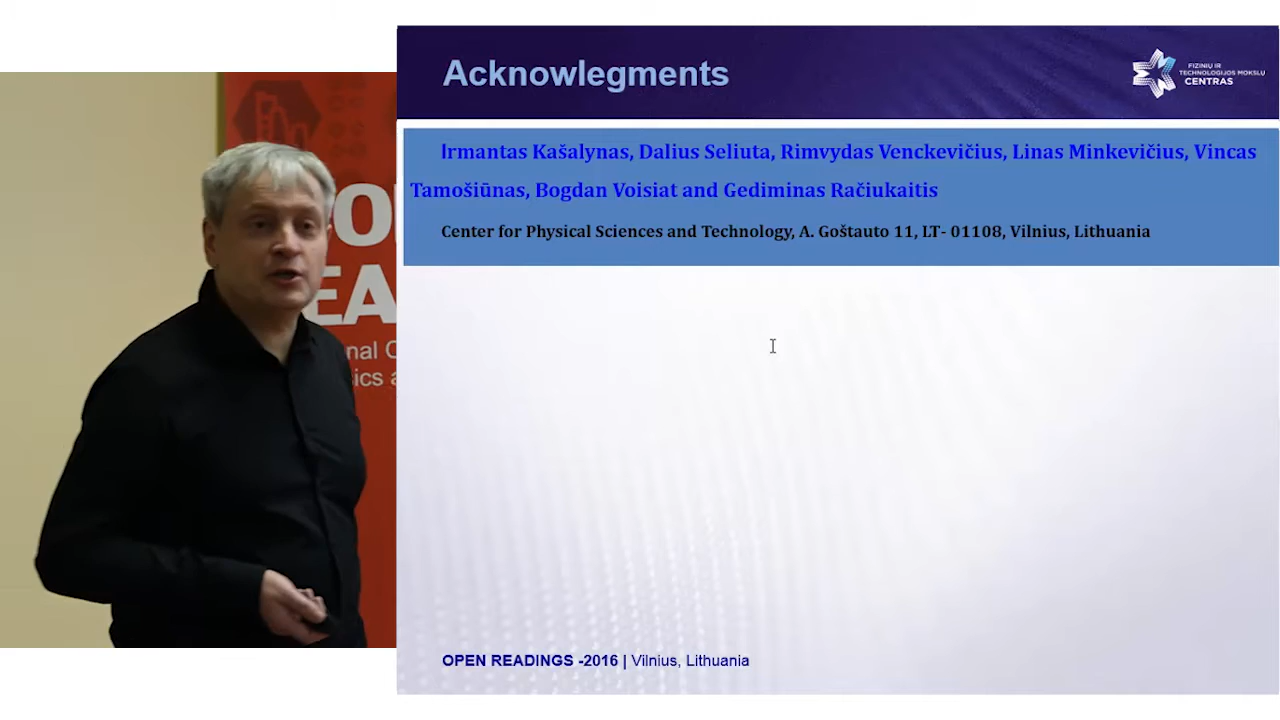 Acknowlegments
FIZINIŲ IR
TECHNOLOGIJOS MOKSLŲ
CENTRAS
Irmantas Kašalynas, Dalius Seliuta, Rimvydas Venckevičius, Linas Minkevičius, Vincas
Tamošiūnas, Bogdan Voisiat and Gediminas Račiukaitis
Center for Physical Sciences and Technology, A. Goštauto 11, LT- 01108, Vilnius, Lithuania
OPEN READINGS -2016 | Vilnius, Lithuania